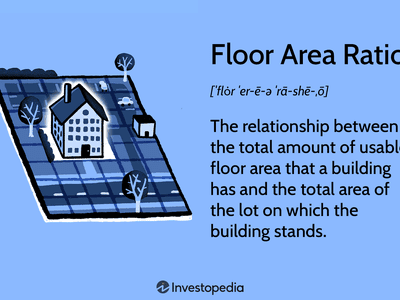 Floor Area Ratio
[ˈflȯr ˈer-ē-ə ˈrā-shē-ˌō]
The relationship between
the total amount of usable
floor area that a building
has and the total area of
the lot on which the
building stands.
Investopedia